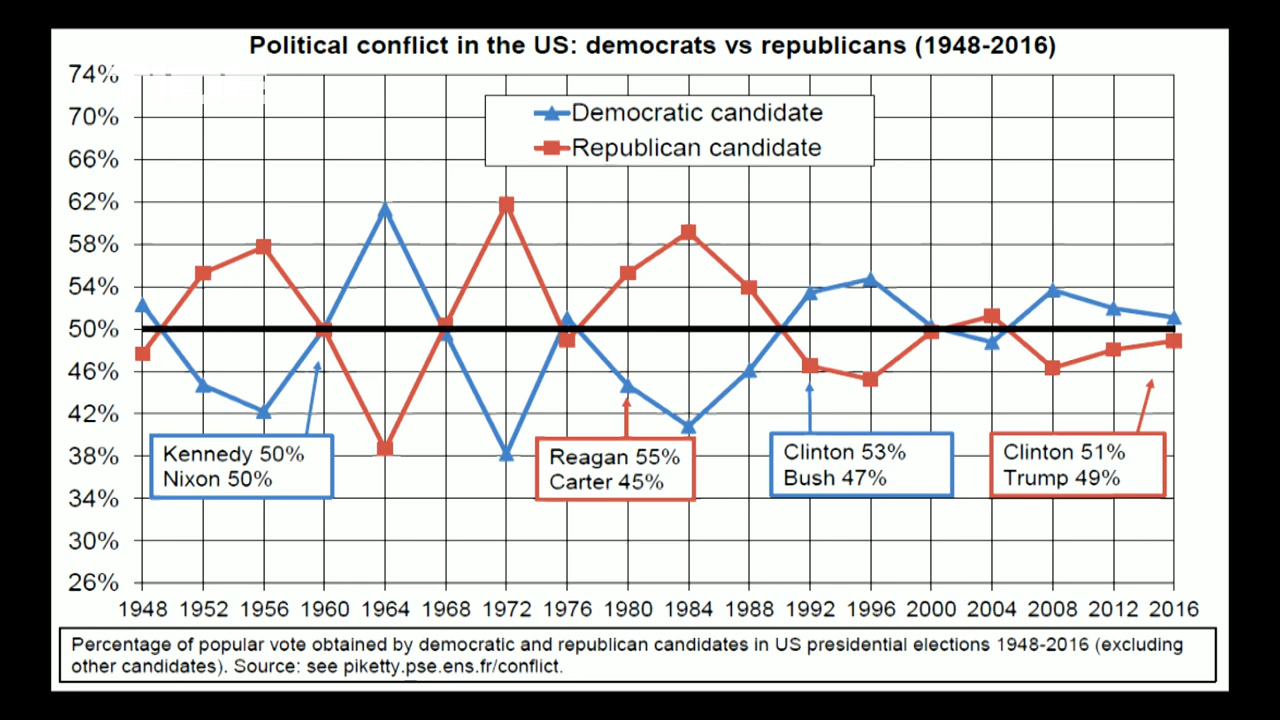 Political conflict in the US: democrats vs republicans (1948-2016)
74%
70%
66%
62%
58%
54%
50%
46%
42%
38%
34%
30%
26%
Democratic candidate
Republican candidate
Kennedy 50%
Nixon 50%
Reagan 55%
Carter 45%
Clinton 53%
Bush 47%
Clinton 51%
Trump 49%
1948 1952 1956 1960 1964 1968 1972 1976 1980 1984 1988 1992 1996 2000 2004 2008 2012 2016
Percentage of popular vote obtained by democratic and republican candidates in US presidential elections 1948-2016 (excluding
other candidates). Source: see piketty.pse.ens.fr/conflict.